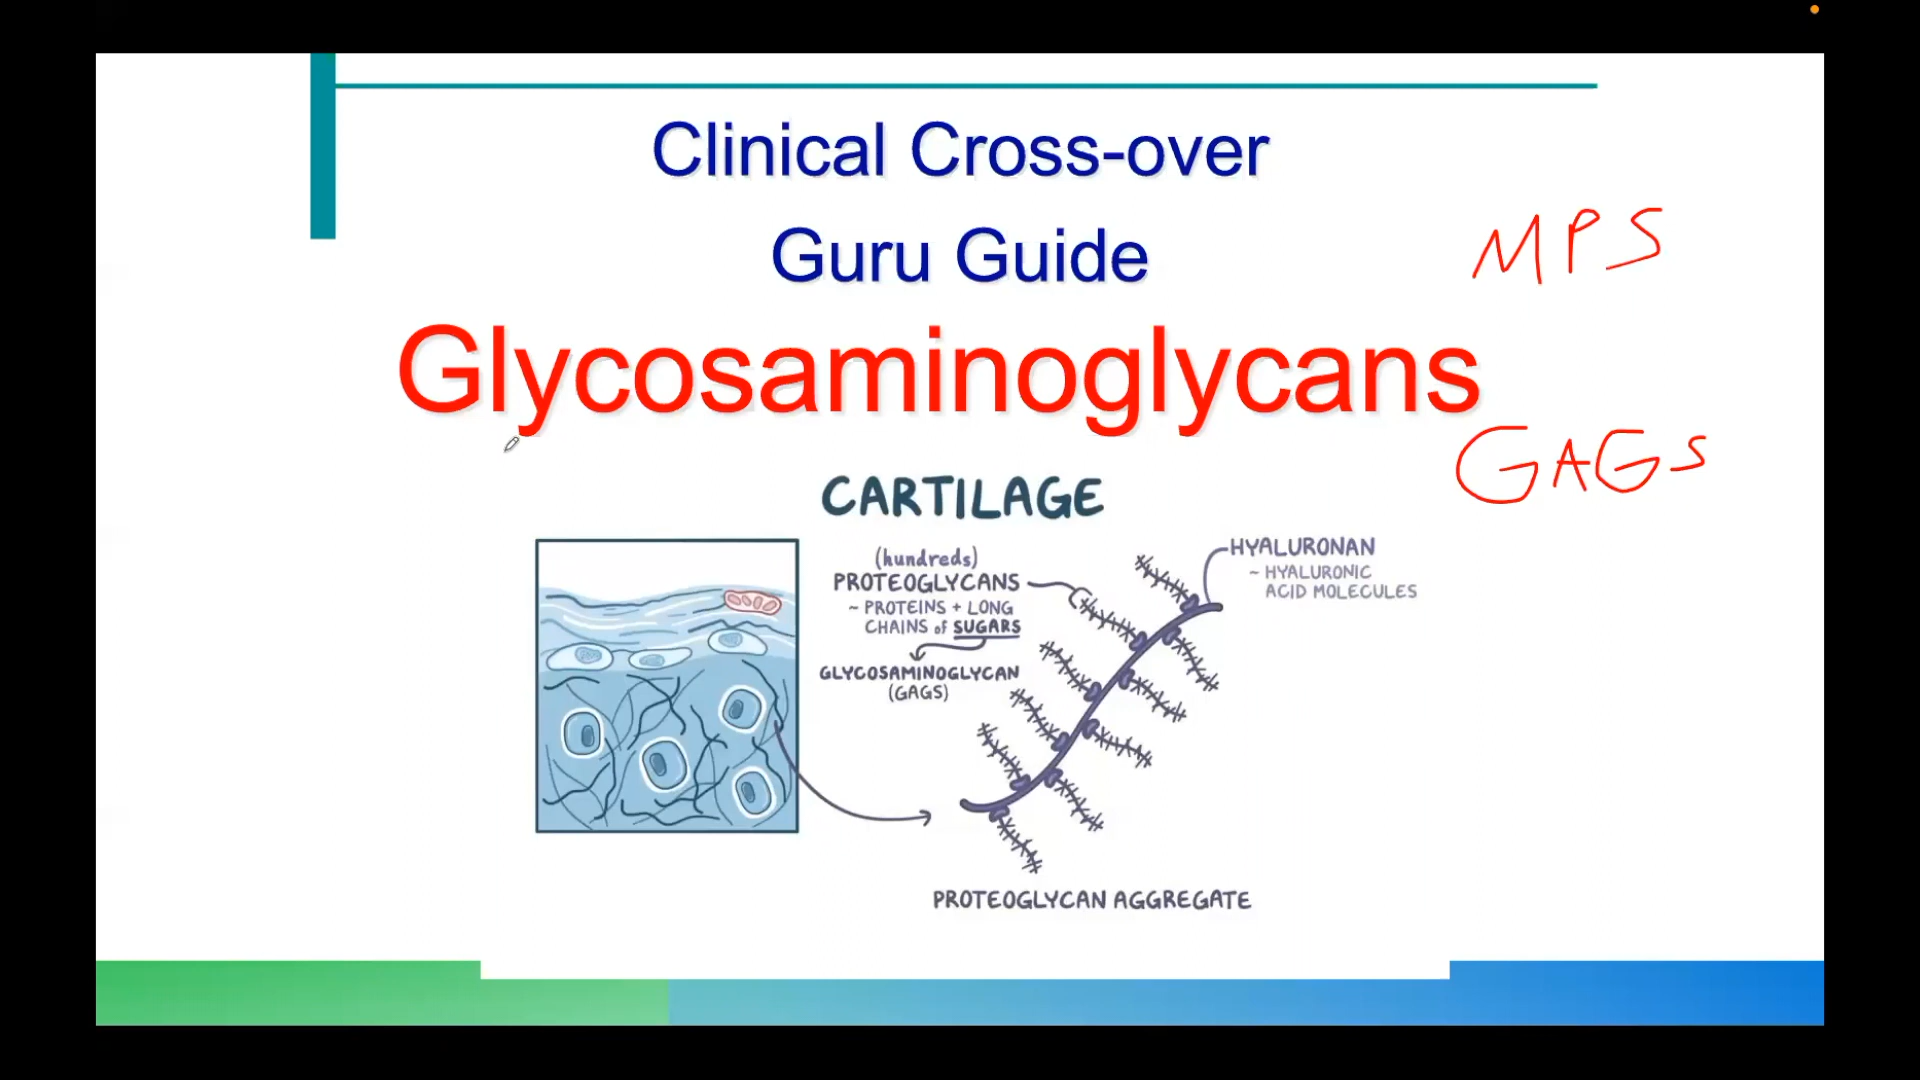 Clinical Cross-over
Guru Guide
MPS
Glycosaminoglycans
GAGs
CARTILAGE
(hundreds)
PROTEOGLYCANS
~ PROTEINS + LONG
CHAINS of SUGARS
GLYCOSAMINOGLYCAN
(GAGS)
HYALURONAN
~ HYALURONIC
ACID MOLECULES
PROTEOGLYCAN AGGREGATE